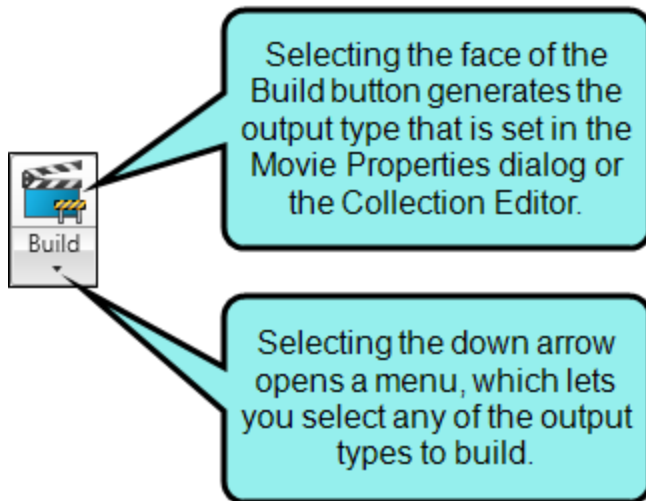 Selecting the face of the
Build button generates the
output type that is set in the
Movie Properties dialog or
the Collection Editor.
Build
Selecting the down arrow
opens a menu, which lets
you select any of the output
types to build.